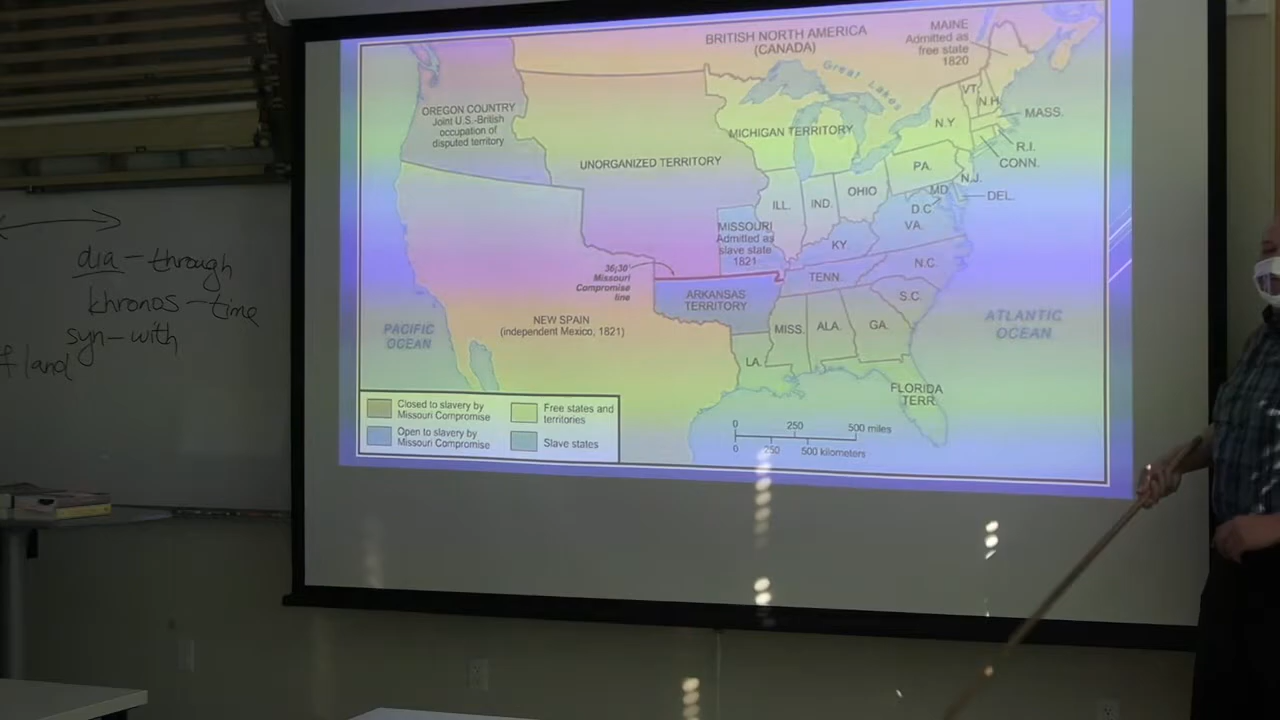 dia – through
khronos – time
syn – with
f land
BRITISH NORTH AMERICA
(CANADA)
MAINE
Admitted as
free state
1820
Great Lakes
OREGON COUNTRY
Joint U.S.-British
occupation of
disputed territory
UNORGANIZED TERRITORY
MICHIGAN TERRITORY
VT.
N.H.
N.Y.
MASS.
R.I.
CONN.
PA.
N.J.
MD.
DEL.
D.C.
VA.
OHIO
IND.
ILL.
MISSOURI
Admitted as
slave state
1821
KY.
N.C.
TENN.
S.C.
36;30'
Missouri
Compromise
line
ARKANSAS
TERRITORY
NEW SPAIN
(independent Mexico, 1821)
MISS.
ALA.
GA.
LA.
FLORIDA
TERR.
PACIFIC
OCEAN
ATLANTIC
OCEAN
Closed to slavery by
Missouri Compromise
Free states and
territories
Open to slavery by
Missouri Compromise
Slave states
0 250 500 miles
0 250 500 kilometers